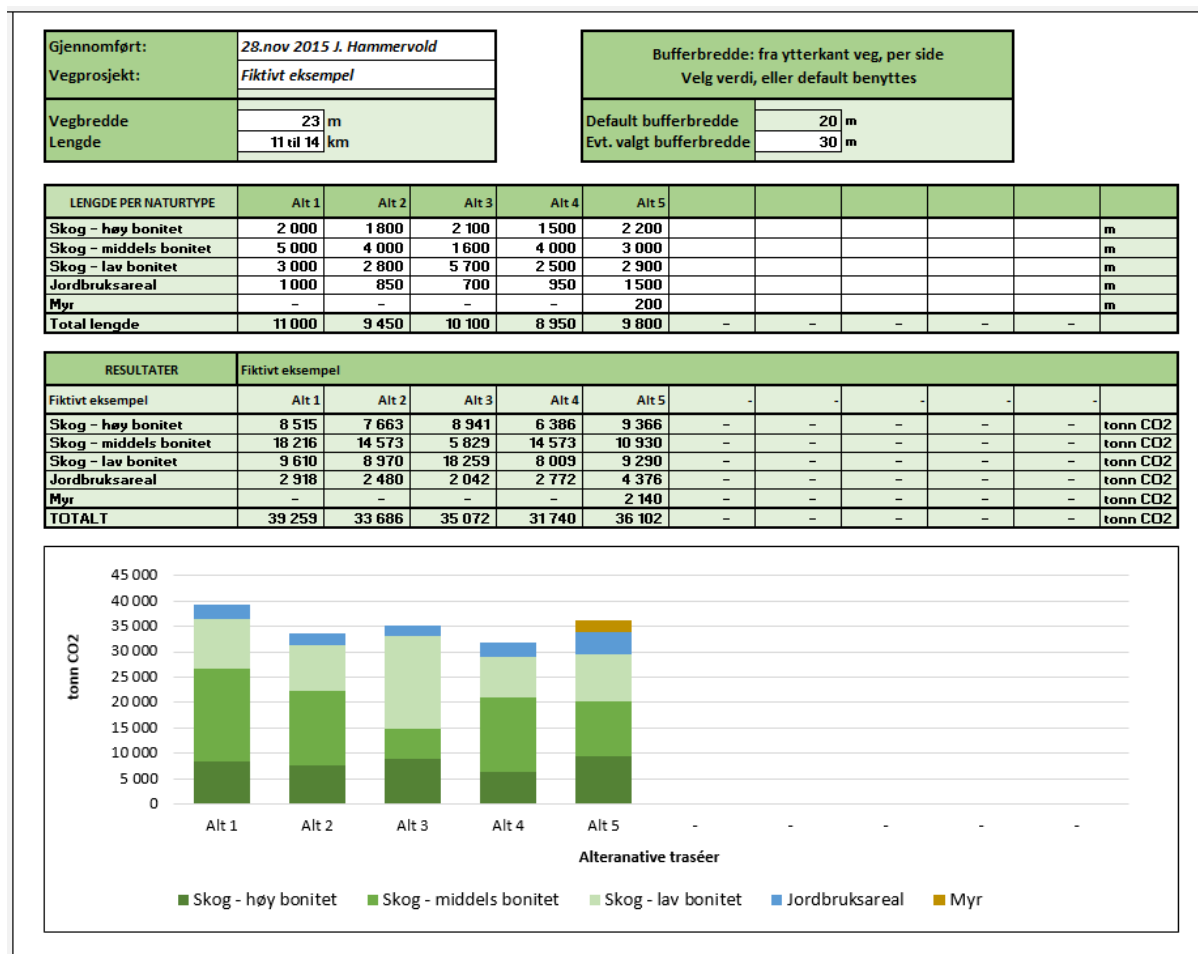 Gjennomført: 28.nov 2015 J. Hammervold
Vegprosjekt: Fiktivt eksempel
Vegbredde 23 m
Lengde 11 til 14 km
Bufferbredde: fra ytterkant veg, per side
Velg verdi, eller default benyttes
Default bufferbredde 20 m
Evt. valgt bufferbredde 30 m
LENGDE PER NATURTYPE Alt 1 Alt 2 Alt 3 Alt 4 Alt 5
Skog - høy bonitet 2 000 1 800 2 100 1 500 2 200 m
Skog - middels bonitet 5 000 4 000 1 600 4 000 3 000 m
Skog - lav bonitet 3 000 2 800 5 700 2 500 2 900 m
Jordbruksareal 1 000 850 700 950 1 500 m
Myr - - - - 200 m
Total lengde 11 000 9 450 10 100 8 950 9 800 - - - - -
RESULTATER Fiktivt eksempel
Fiktivt eksempel Alt 1 Alt 2 Alt 3 Alt 4 Alt 5 - - - - -
Skog - høy bonitet 8 515 7 663 8 941 6 386 9 366 - - - - - tonn CO2
Skog - middels bonitet 18 216 14 573 5 829 14 573 10 930 - - - - - tonn CO2
Skog - lav bonitet 9 610 8 970 18 259 8 009 9 290 - - - - - tonn CO2
Jordbruksareal 2 918 2 480 2 042 2 772 4 376 - - - - - tonn CO2
Myr - - - - 2 140 - - - - - tonn CO2
TOTALT 39 259 33 686 35 072 31 740 36 102 - - - - - tonn CO2
tonn CO2
45 000
40 000
35 000
30 000
25 000
20 000
15 000
10 000
5 000
0
Alt 1 Alt 2 Alt 3 Alt 4 Alt 5 - - - - -
Alteranative traséer
Skog - høy bonitet Skog - middels bonitet Skog - lav bonitet Jordbruksareal Myr